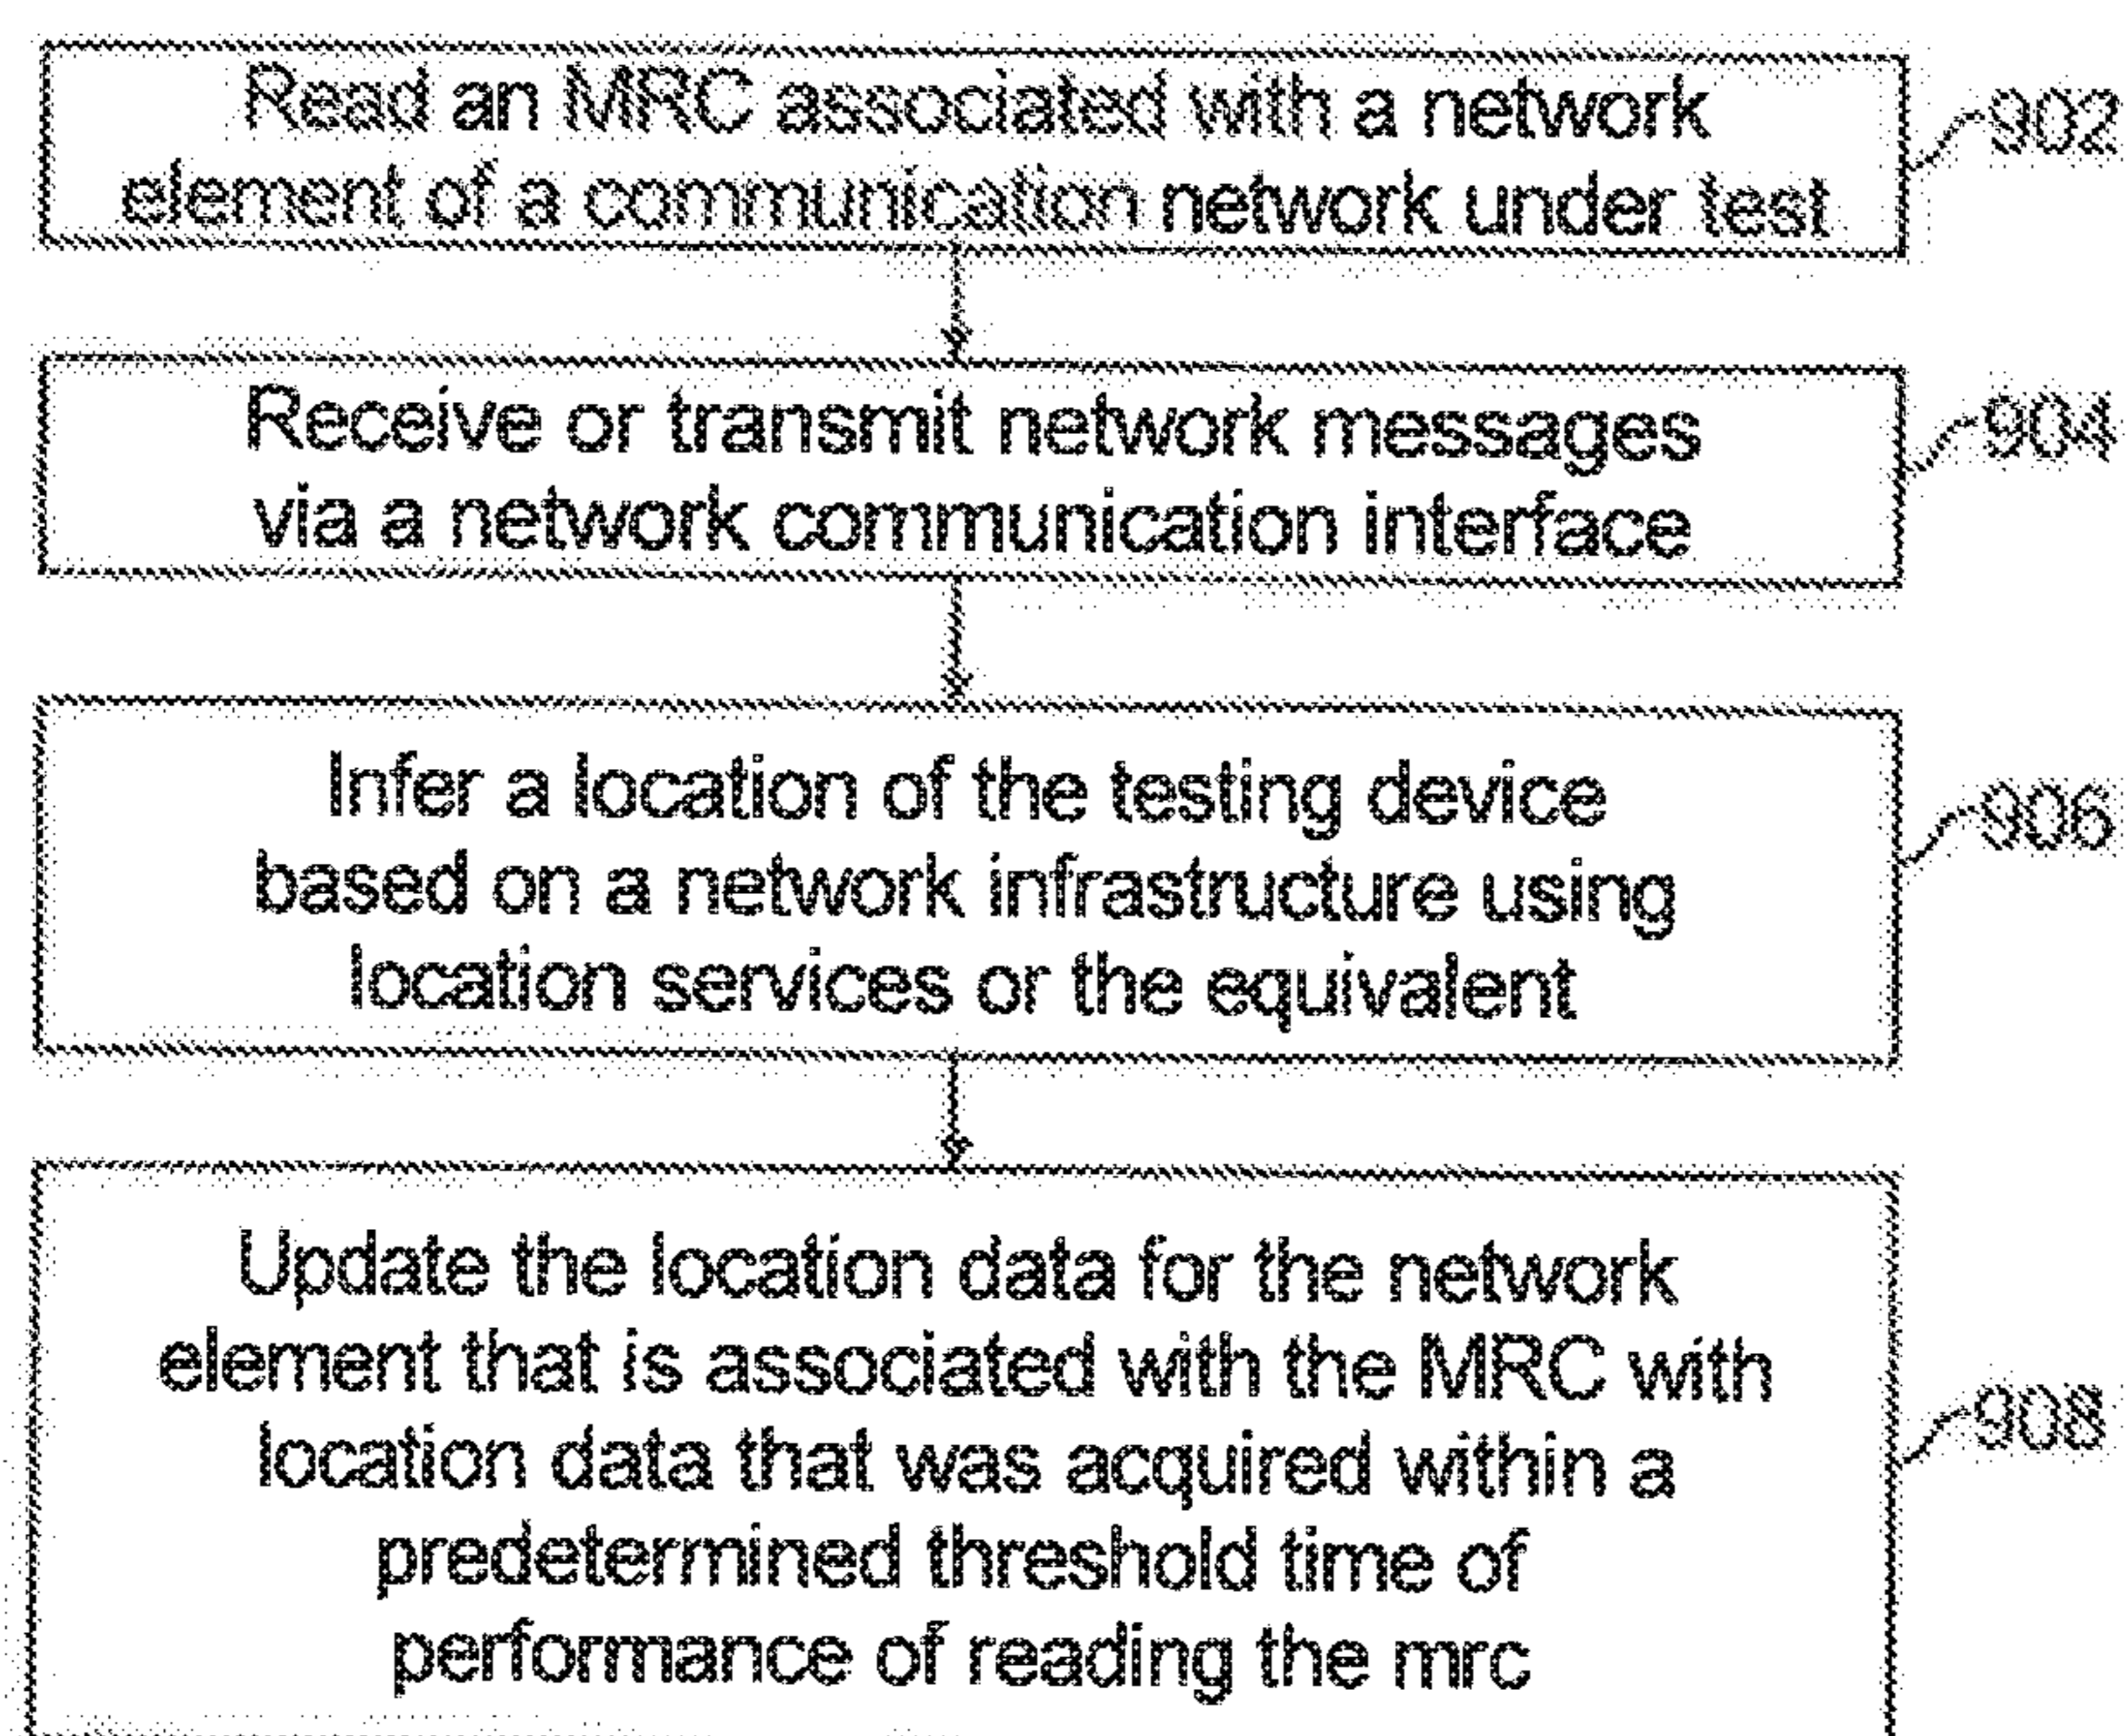 Read an MRC associated with a network
element of a communication network under test
902
Receive or transmit network messages
via a network communication interface
904
Infer a location of the testing device
based on a network infrastructure using
location services or the equivalent
906
Update the location data for the network
element that is associated with the MRC with
location data that was acquired within a
predetermined threshold time of
performance of reading the mrc
908